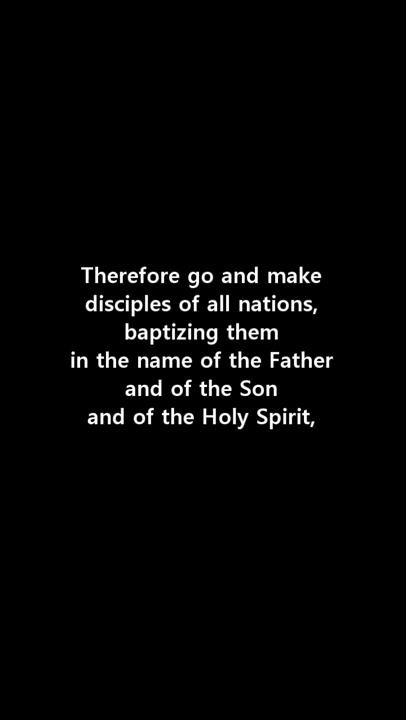 Therefore go and make
disciples of all nations,
baptizing them
in the name of the Father
and of the Son
and of the Holy Spirit,